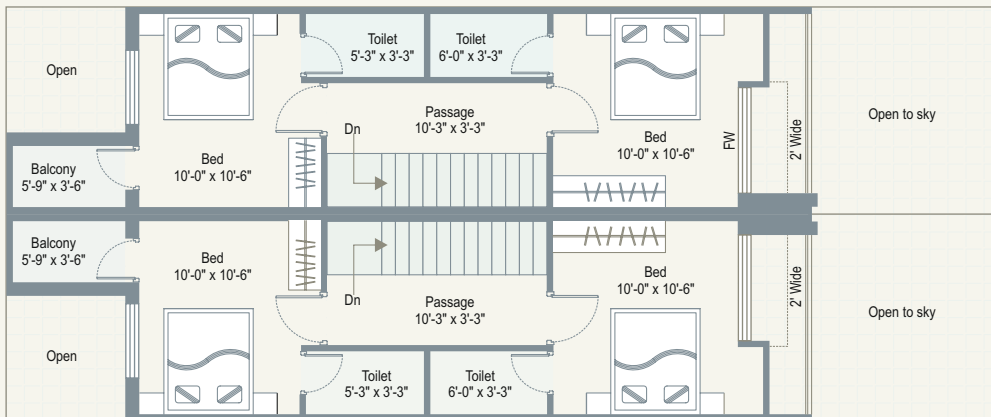 Toilet
5'-3" x 3'-3"
Toilet
6'-0" x 3'-3"
Open
Passage
10'-3" x 3'-3"
Open to sky
Dn
FW
2' Wide
Bed
10'-0" x 10'-6"
Bed
10'-0" x 10'-6"
Balcony
5'-9" x 3'-6"
Balcony
5'-9" x 3'-6"
Bed
10'-0" x 10'-6"
Bed
10'-0" x 10'-6"
2' Wide
Dn
Passage
10'-3" x 3'-3"
Open to sky
Open
Toilet
5'-3" x 3'-3"
Toilet
6'-0" x 3'-3"